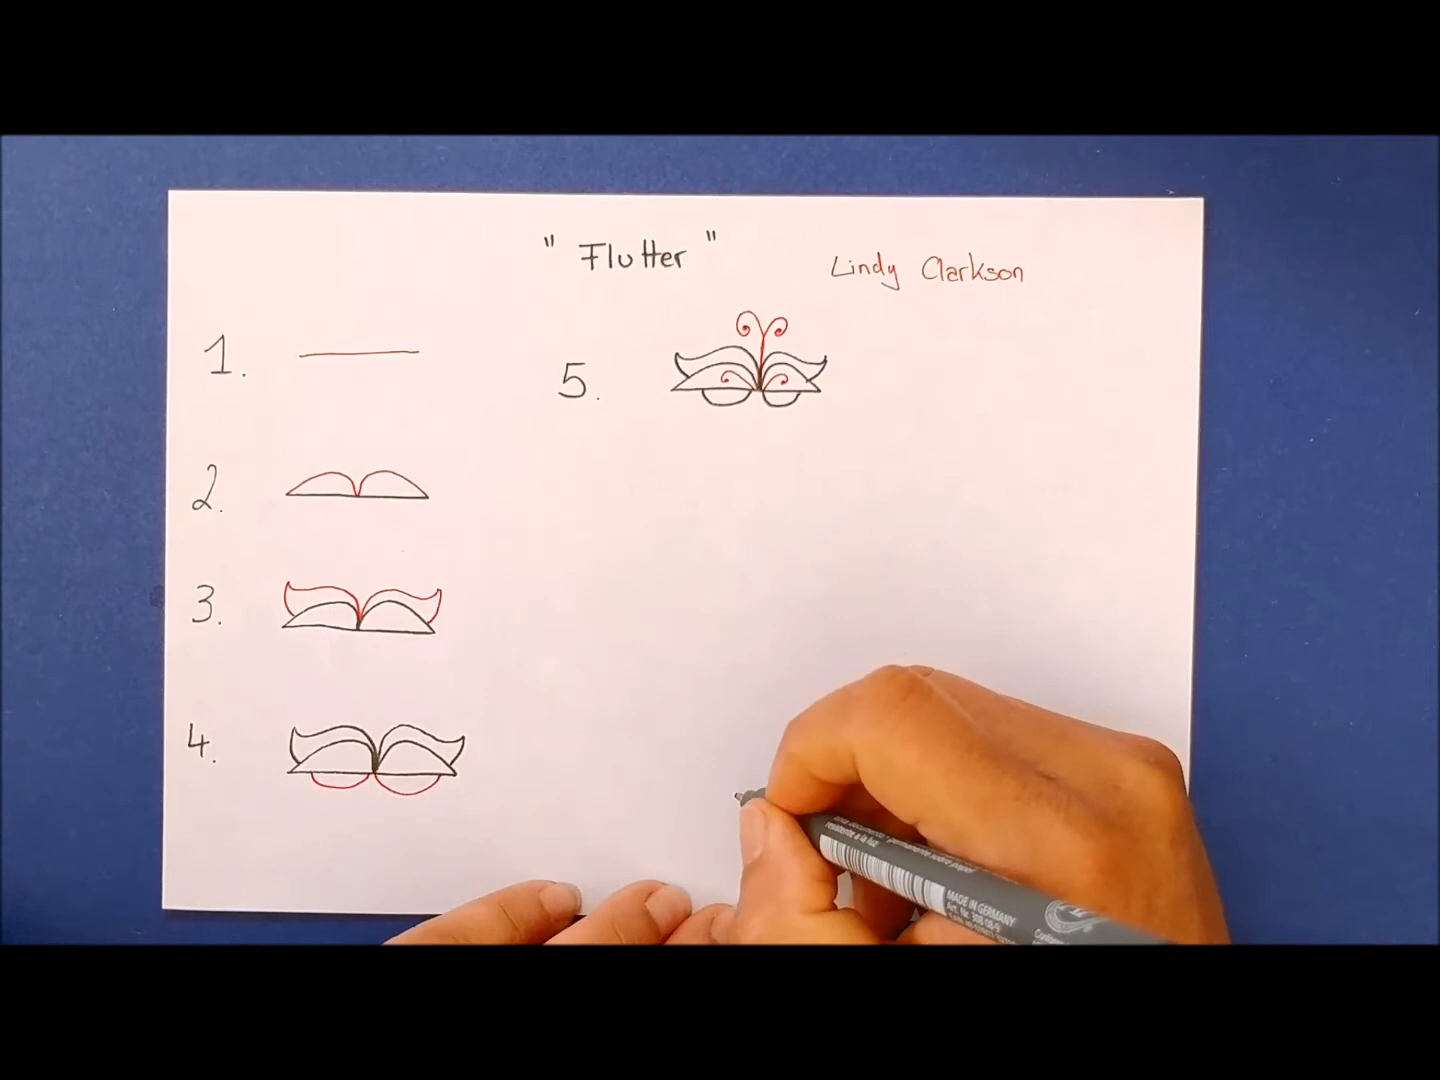 " Flutter "
Lindy Clarkson
1.
2.
3.
4.
5.
MADE IN GERMANY